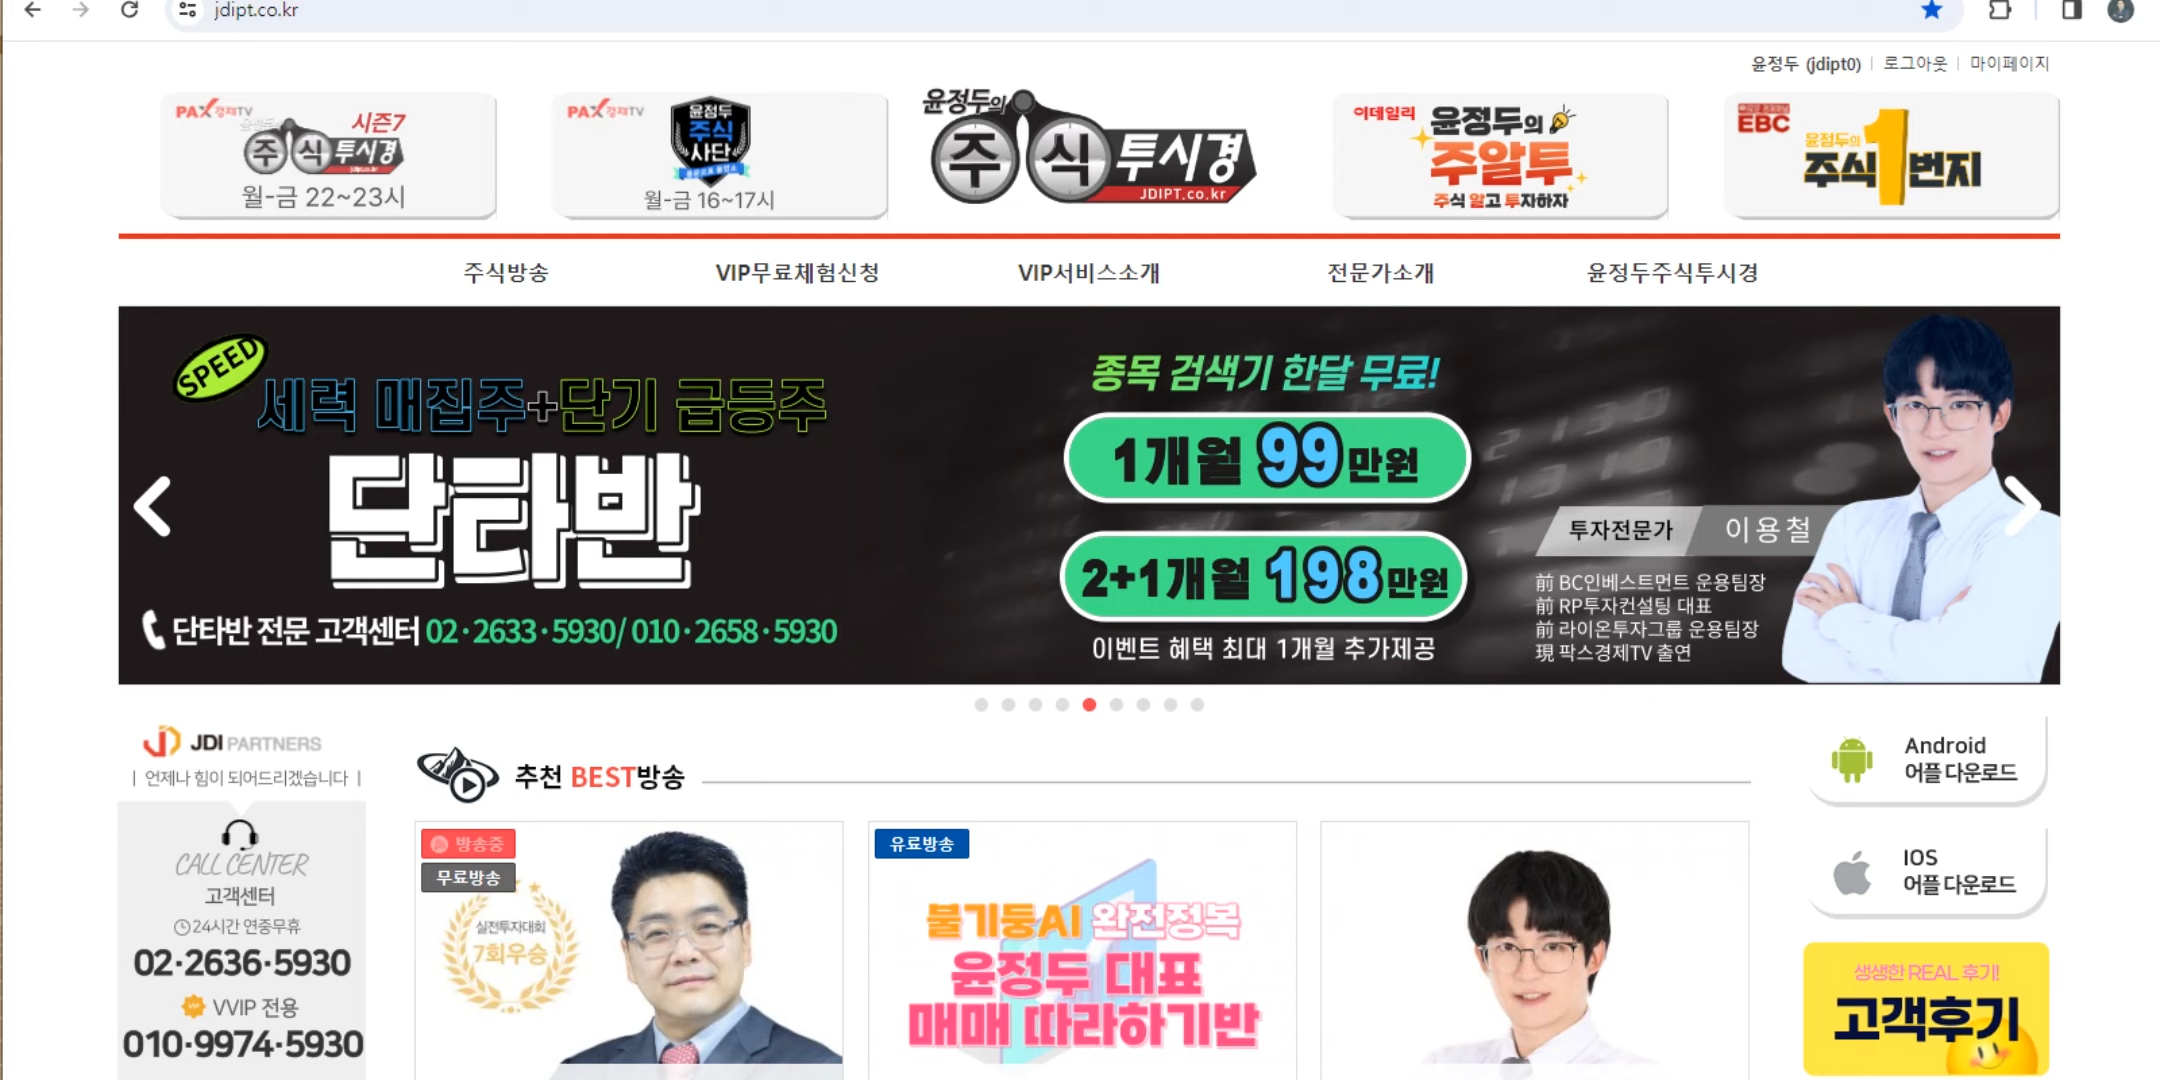 jdipt.co.kr
윤정두 (jdipt0) | 로그아웃 | 마이페이지
PAX경제TV
시즌7
주식투시경
월-금 22~23시
PAX경제TV
윤정두
주식
사단
월-금 16~17시
윤정두의
주식투시경
JDIPT.co.kr
이데일리
윤정두의
주알투
주식 알고 투자하자
EBC
윤정두의
주식1번지
주식방송
VIP무료체험신청
VIP서비스소개
전문가소개
윤정두주식투시경
SPEED
세력 매집주+단기 급등주
단타반
단타반 전문 고객센터 02·2633·5930/ 010·2658·5930
종목 검색기 한달 무료!
1개월 99만원
2+1개월 198만원
이벤트 혜택 최대 1개월 추가제공
투자전문가 이용철
前 BC인베스트먼트 운용팀장
前 RP투자컨설팅 대표
前 라이온투자그룹 운용팀장
現 팍스경제TV 출연
JDI PARTNERS
| 언제나 힘이 되어드리겠습니다 |
CALL CENTER
고객센터
24시간 연중무휴
02·2636·5930
VVIP 전용
010·9974·5930
추천 BEST방송
방송중
무료방송
실전투자대회
7회우승
유료방송
불기둥AI 완전정복
윤정두 대표
매매 따라하기반
Android
어플 다운로드
IOS
어플 다운로드
생생한 REAL 후기!
고객후기